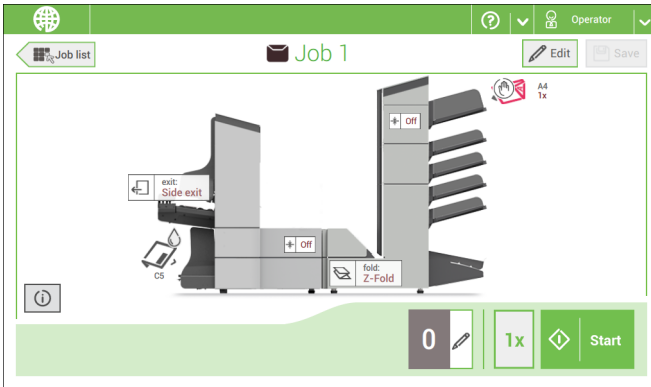 Operator
Job list
Job 1
Edit
Save
A4
1x
Off
exit:
Side exit
Off
fold:
Z-Fold
C5
0
1x
Start